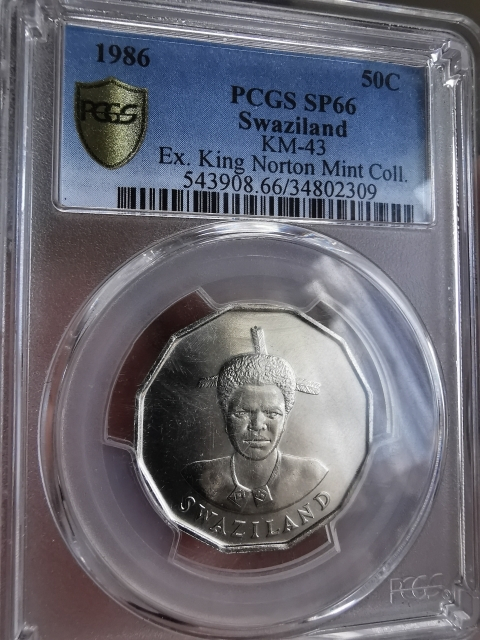 1986
50C
PCGS
PCGS SP66
Swaziland
KM-43
Ex. King Norton Mint Coll.
543908.66/34802309
SWAZILAND
PCGS